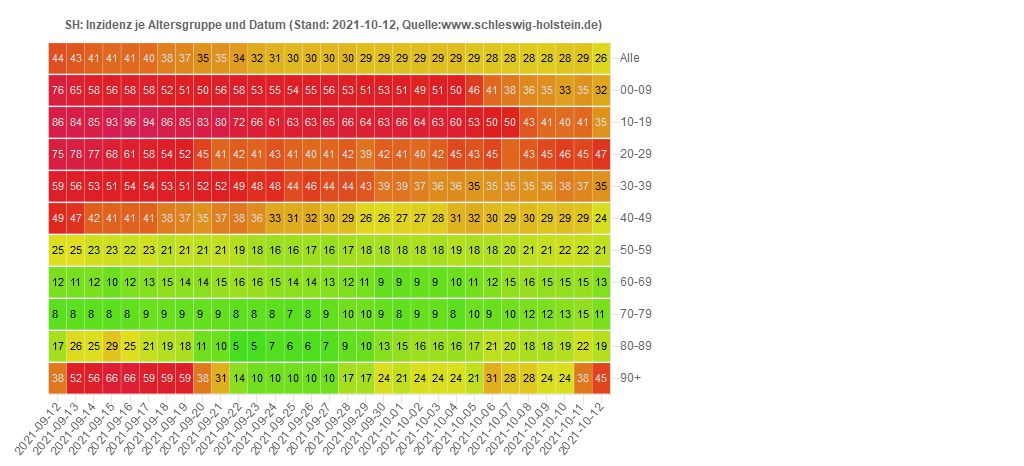 SH: Inzidenz je Altersgruppe und Datum (Stand: 2021-10-12, Quelle:www.schleswig-holstein.de)
44 43 41 41 41 40 38 37 35 35 34 32 31 30 30 30 30 29 29 29 29 29 29 29 28 28 28 28 28 29 26 Alle
76 65 58 56 58 58 52 51 50 56 58 53 55 54 55 56 53 51 53 51 49 51 50 46 41 38 36 35 33 35 32 00-09
86 84 85 93 96 94 86 85 83 80 72 66 61 63 63 65 66 64 63 66 64 63 60 53 50 50 43 41 40 41 35 10-19
75 78 77 68 61 58 54 52 45 41 42 41 43 41 40 41 42 39 42 41 40 42 45 43 45 43 45 46 45 47 20-29
59 56 53 51 54 54 53 51 52 52 49 48 48 44 46 44 44 43 39 39 37 36 36 35 35 35 35 36 38 37 35 30-39
49 47 42 41 41 41 38 37 35 37 38 36 33 31 32 30 29 26 26 27 27 28 31 32 30 29 30 29 29 29 24 40-49
25 25 23 23 22 23 21 21 21 21 19 18 16 16 17 16 17 18 18 18 18 18 19 18 18 20 21 21 22 22 21 50-59
12 11 12 10 12 13 15 14 14 15 16 16 15 14 14 13 12 11 9 9 9 9 10 11 12 15 16 15 15 15 13 60-69
8 8 8 8 8 9 9 9 9 9 8 8 8 7 8 9 10 10 9 8 9 9 8 10 9 10 12 12 13 15 11 70-79
17 26 25 29 25 21 19 18 11 10 5 5 7 6 6 7 9 10 13 15 16 16 16 17 21 20 18 18 19 22 19 80-89
38 52 56 66 66 59 59 59 38 31 14 10 10 10 10 10 17 17 24 21 24 24 24 21 31 28 28 24 24 38 45 90+
2021-09-12 2021-09-13 2021-09-14 2021-09-15 2021-09-16 2021-09-17 2021-09-18 2021-09-19 2021-09-20 2021-09-21 2021-09-22 2021-09-23 2021-09-24 2021-09-25 2021-09-26 2021-09-27 2021-09-28 2021-09-29 2021-09-30 2021-10-01 2021-10-02 2021-10-03 2021-10-04 2021-10-05 2021-10-06 2021-10-07 2021-10-08 2021-10-09 2021-10-10 2021-10-11 2021-10-12